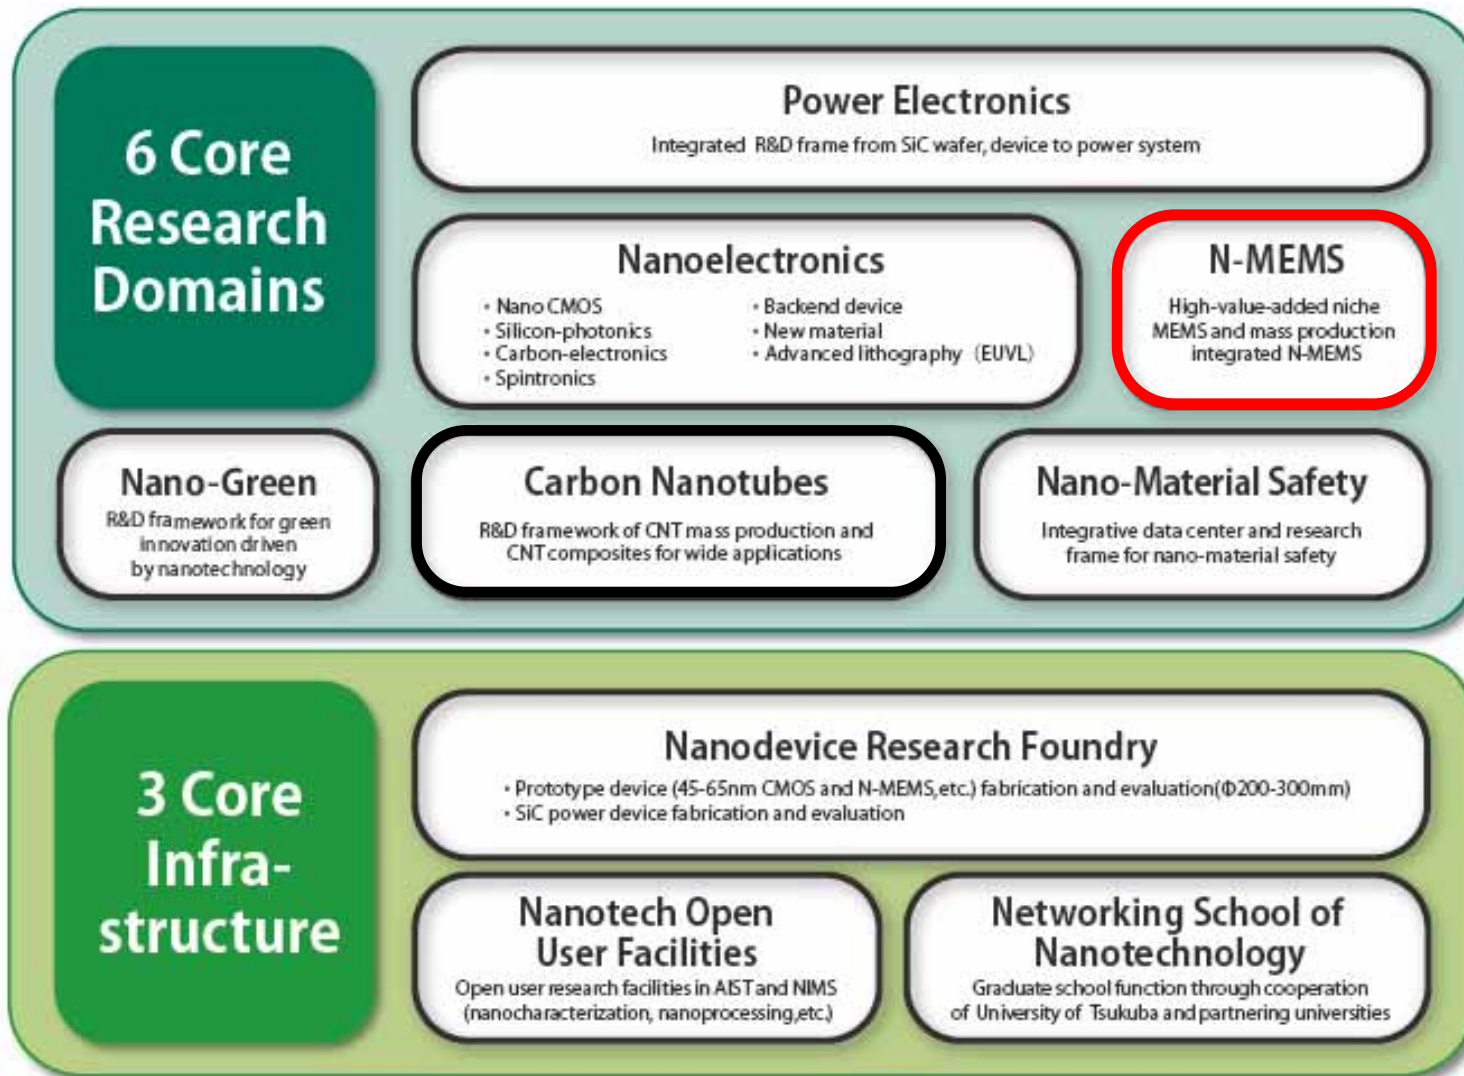 6 Core
Research
Domains
Power Electronics
Integrated R&D frame from SiC wafer, device to power system
Nanoelectronics
・Nano CMOS
・Silicon-photonics
・Carbon-electronics
・Spintronics
・Backend device
・New material
・Advanced lithography (EUVL)
N-MEMS
High-value-added niche
MEMS and mass production
integrated N-MEMS
Nano-Green
R&D framework for green
innovation driven
by nanotechnology
Carbon Nanotubes
R&D framework of CNT mass production and
CNT composites for wide applications
Nano-Material Safety
Integrative data center and research
frame for nano-material safety
3 Core
Infra-
structure
Nanodevice Research Foundry
・Prototype device (45-65nm CMOS and N-MEMS,etc.) fabrication and evaluation(Φ200-300mm)
・SiC power device fabrication and evaluation
Nanotech Open
User Facilities
Open user research facilities in AIST and NIMS
(nanocharacterization, nanoprocessing,etc.)
Networking School of
Nanotechnology
Graduate school function through cooperation
of University of Tsukuba and partnering universities